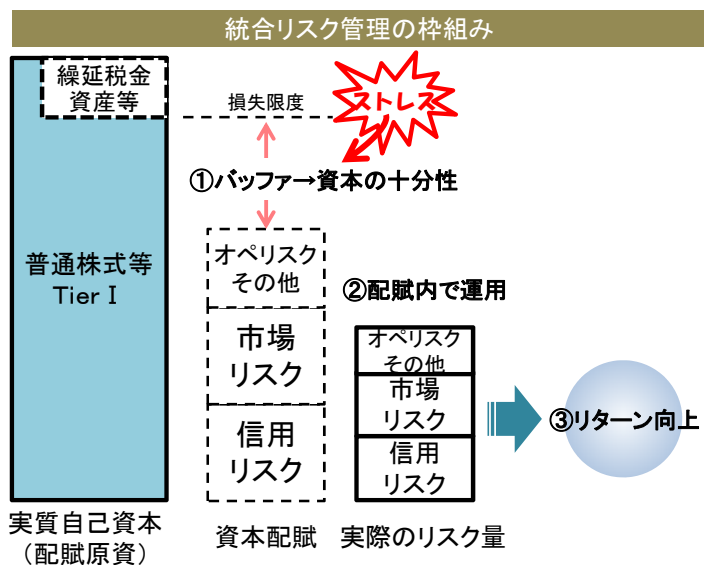 統合リスク管理の枠組み
繰延税金
資産等
損失限度
ストレス
①バッファ→資本の十分性
普通株式等
TierⅠ
オペリスク
その他
市場
リスク
信用
リスク
②配賦内で運用
オペリスク
その他
市場
リスク
信用
リスク
③リターン向上
実質自己資本
（配賦原資）
資本配賦
実際のリスク量